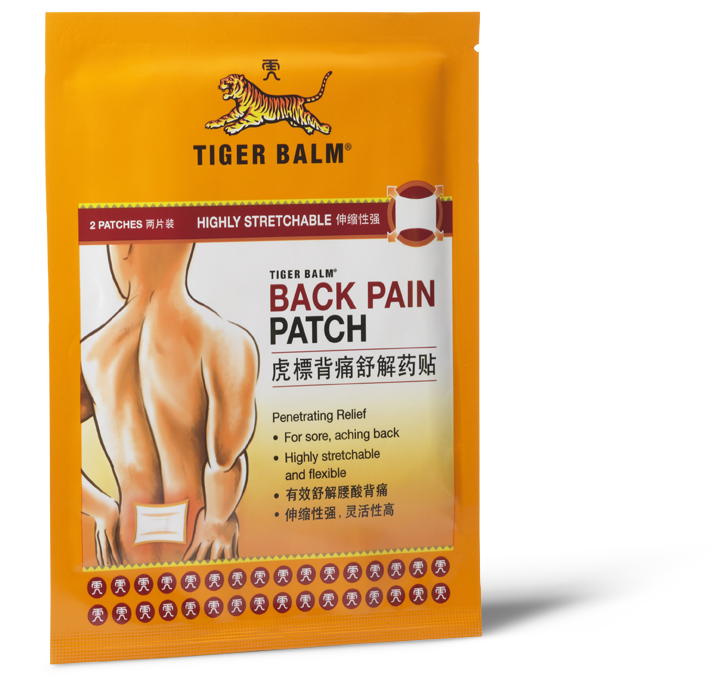 TIGER BALM®
2 PATCHES 两片装
HIGHLY STRETCHABLE 伸缩性强
TIGER BALM®
BACK PAIN
PATCH
虎標背痛舒解药贴
Penetrating Relief
• For sore, aching back
• Highly stretchable
and flexible
• 有效舒解腰酸背痛
• 伸缩性强，灵活性高